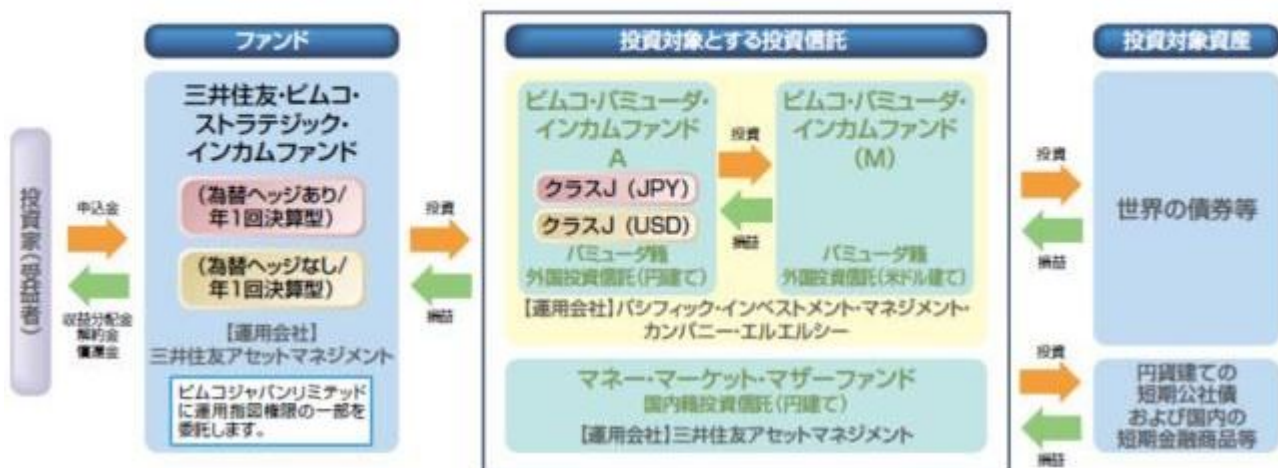 ファンド
投資対象とする投資信託
投資対象資産
投資家(受益者)
申込金
収益分配金
解約金
償還金
三井住友・ピムコ・
ストラテジック・
インカムファンド
(為替ヘッジあり/
年1回決算型)
(為替ヘッジなし/
年1回決算型)
【運用会社】
三井住友アセットマネジメント
ピムコジャパンリミテッド
に運用指図権限の一部を
委託します。
投資
損益
ピムコ・バミューダ・
インカムファンド
A
クラスJ (JPY)
クラスJ (USD)
バミューダ籍
外国投資信託(円建て)
投資
損益
ピムコ・バミューダ・
インカムファンド
(M)
バミューダ籍
外国投資信託(米ドル建て)
【運用会社】パシフィック・インベストメント・マネジメント・
カンパニー・エルエルシー
マネー・マーケット・マザーファンド
国内籍投資信託(円建て)
【運用会社】三井住友アセットマネジメント
投資
損益
世界の債券等
投資
損益
円貨建ての
短期公社債
および国内の
短期金融商品等